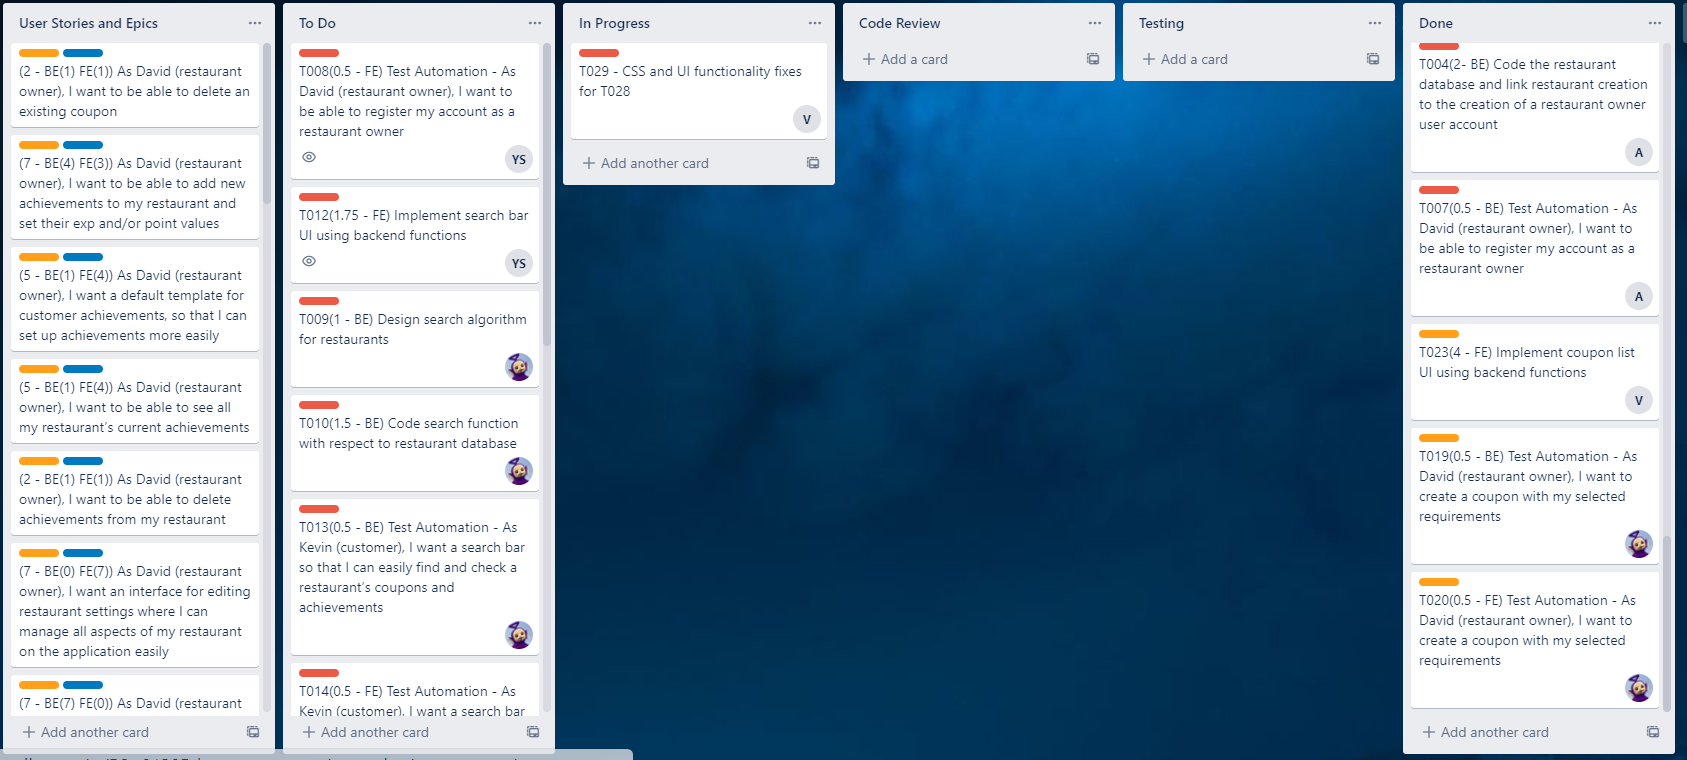 User Stories and Epics
(2 - BE(1) FE(1)) As David (restaurant
owner), I want to be able to delete an
existing coupon
(7 - BE(4) FE(3)) As David (restaurant
owner), I want to be able to add new
achievements to my restaurant and
set their exp and/or point values
(5 - BE(1) FE(4)) As David (restaurant
owner), I want a default template for
customer achievements, so that I can
set up achievements more easily
(5 - BE(1) FE(4)) As David (restaurant
owner), I want to be able to see all
my restaurant's current achievements
(2 - BE(1) FE(1)) As David (restaurant
owner), I want to be able to delete
achievements from my restaurant
(7 - BE(0) FE(7)) As David (restaurant
owner), I want an interface for editing
restaurant settings where I can
manage all aspects of my restaurant
on the application easily
(7 - BE(7) FE(0)) As David (restaurant
+ Add another card
To Do
T008(0.5 - FE) Test Automation - As
David (restaurant owner), I want to
be able to register my account as a
restaurant owner
YS
T012(1.75 - FE) Implement search bar
UI using backend functions
YS
T009(1 - BE) Design search algorithm
for restaurants
T010(1.5 - BE) Code search function
with respect to restaurant database
T013(0.5 - BE) Test Automation - As
Kevin (customer), I want a search bar
so that I can easily find and check a
restaurant's coupons and
achievements
T014(0.5 - FE) Test Automation - As
Kevin (customer), I want a search bar
+ Add another card
In Progress
T029 - CSS and UI functionality fixes
for T028
V
+ Add another card
Code Review
+ Add a card
Testing
+ Add a card
Done
T004(2- BE) Code the restaurant
database and link restaurant creation
to the creation of a restaurant owner
user account
A
T007(0.5 - BE) Test Automation - As
David (restaurant owner), I want to
be able to register my account as a
restaurant owner
A
T023(4 - FE) Implement coupon list
UI using backend functions
V
T019(0.5 - BE) Test Automation - As
David (restaurant owner), I want to
create a coupon with my selected
requirements
T020(0.5 - FE) Test Automation - As
David (restaurant owner), I want to
create a coupon with my selected
requirements
+ Add another card